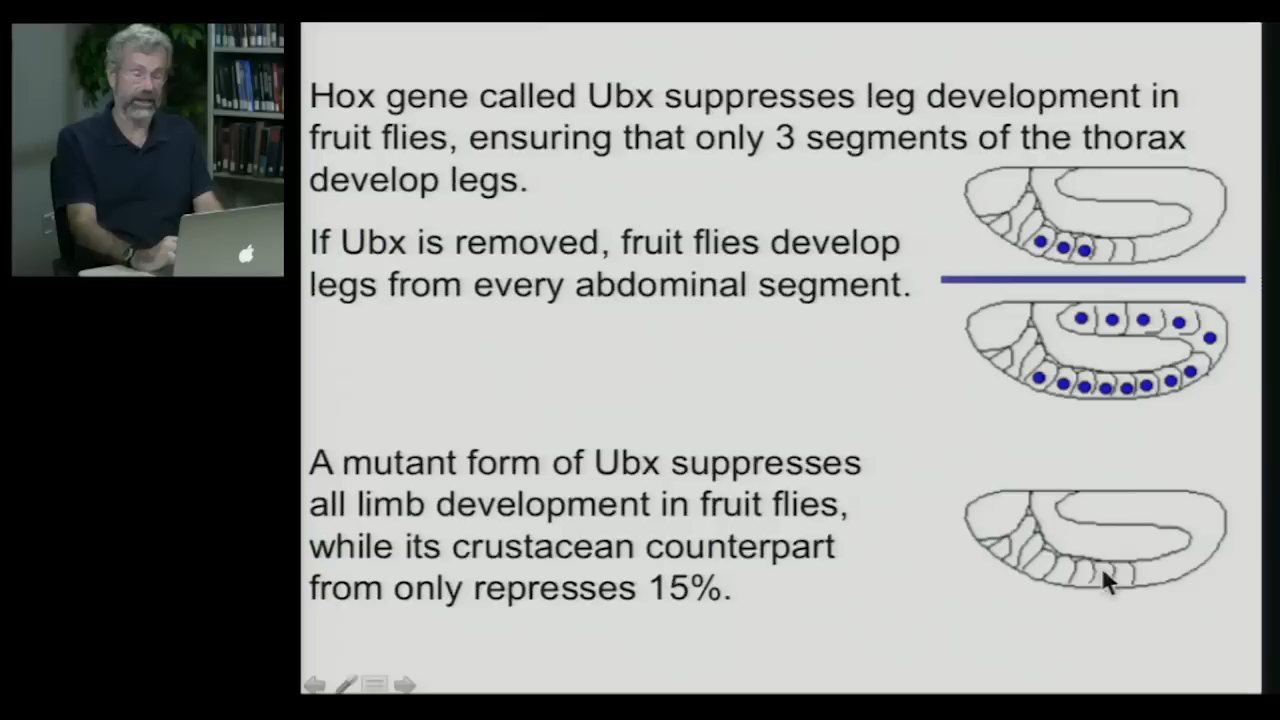 Hox gene called Ubx suppresses leg development in
fruit flies, ensuring that only 3 segments of the thorax
develop legs.
If Ubx is removed, fruit flies develop
legs from every abdominal segment.
A mutant form of Ubx suppresses
all limb development in fruit flies,
while its crustacean counterpart
from only represses 15%.